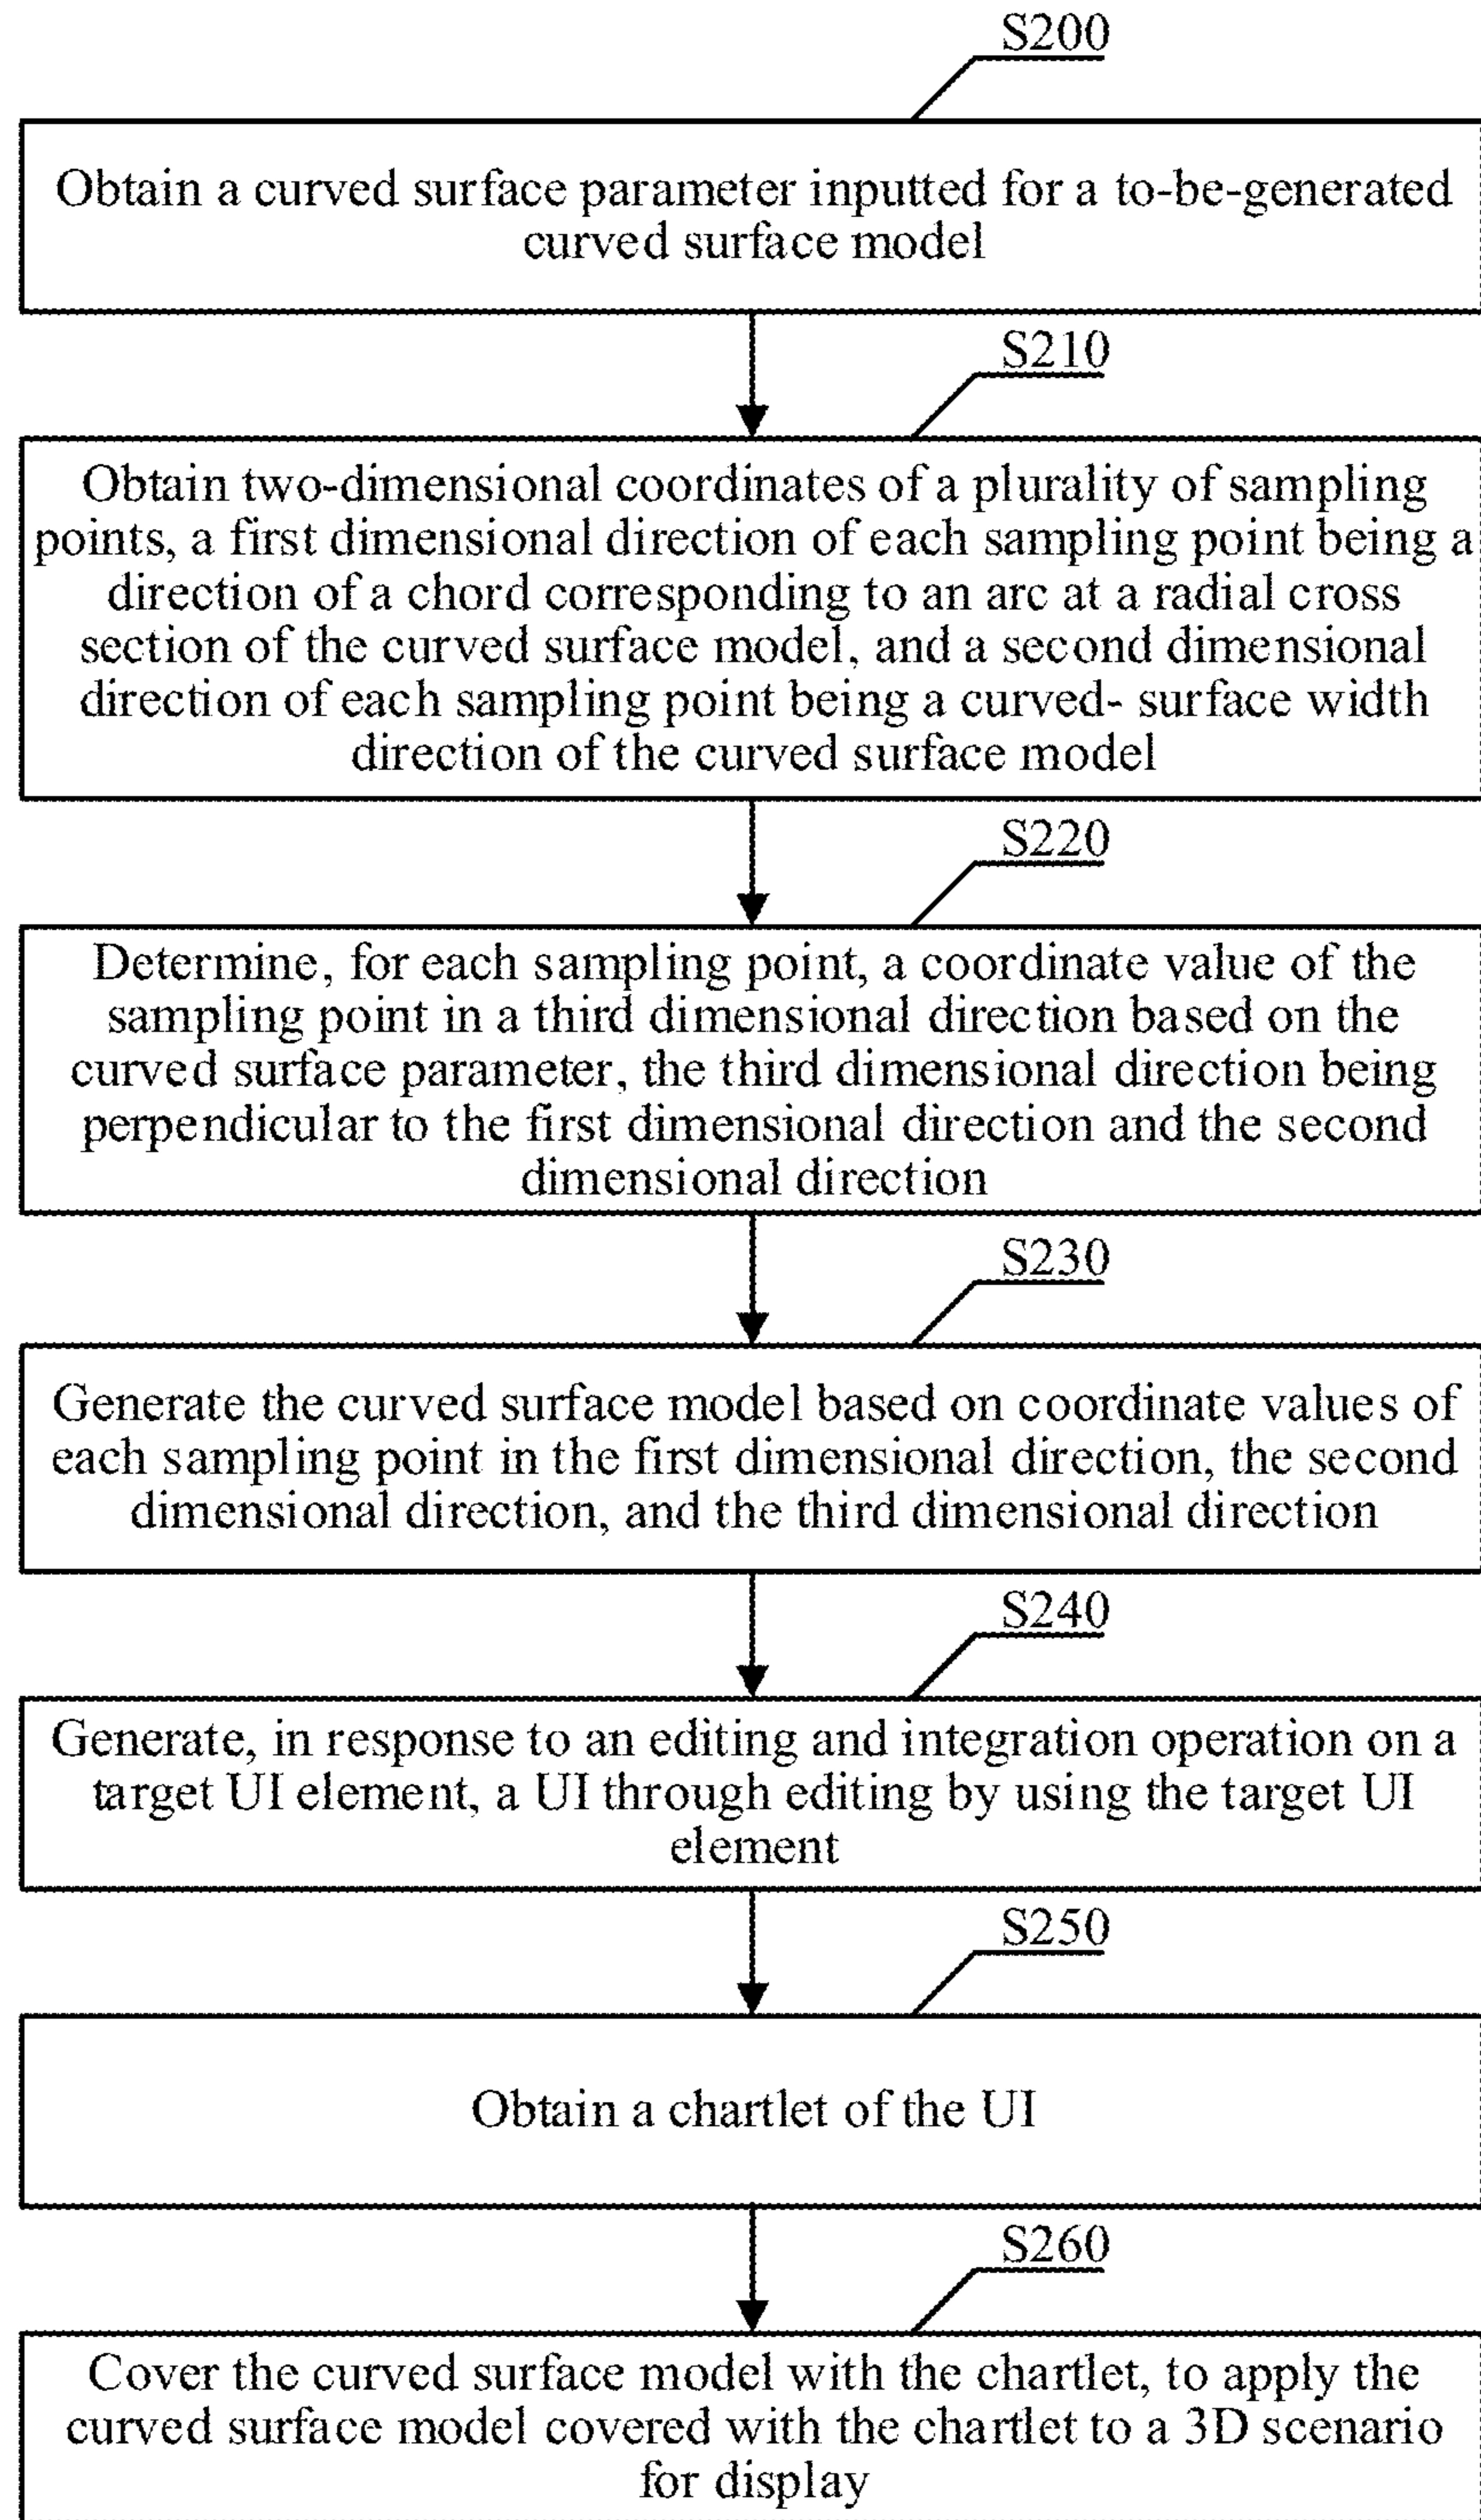 S200
Obtain a curved surface parameter inputted for a to-be-generated
curved surface model
S210
Obtain two-dimensional coordinates of a plurality of sampling
points, a first dimensional direction of each sampling point being a
direction of a chord corresponding to an arc at a radial cross
section of the curved surface model, and a second dimensional
direction of each sampling point being a curved- surface width
direction of the curved surface model
S220
Determine, for each sampling point, a coordinate value of the
sampling point in a third dimensional direction based on the
curved surface parameter, the third dimensional direction being
perpendicular to the first dimensional direction and the second
dimensional direction
S230
Generate the curved surface model based on coordinate values of
each sampling point in the first dimensional direction, the second
dimensional direction, and the third dimensional direction
S240
Generate, in response to an editing and integration operation on a
target UI element, a UI through editing by using the target UI
element
S250
Obtain a chartlet of the UI
S260
Cover the curved surface model with the chartlet, to apply the
curved surface model covered with the chartlet to a 3D scenario
for display